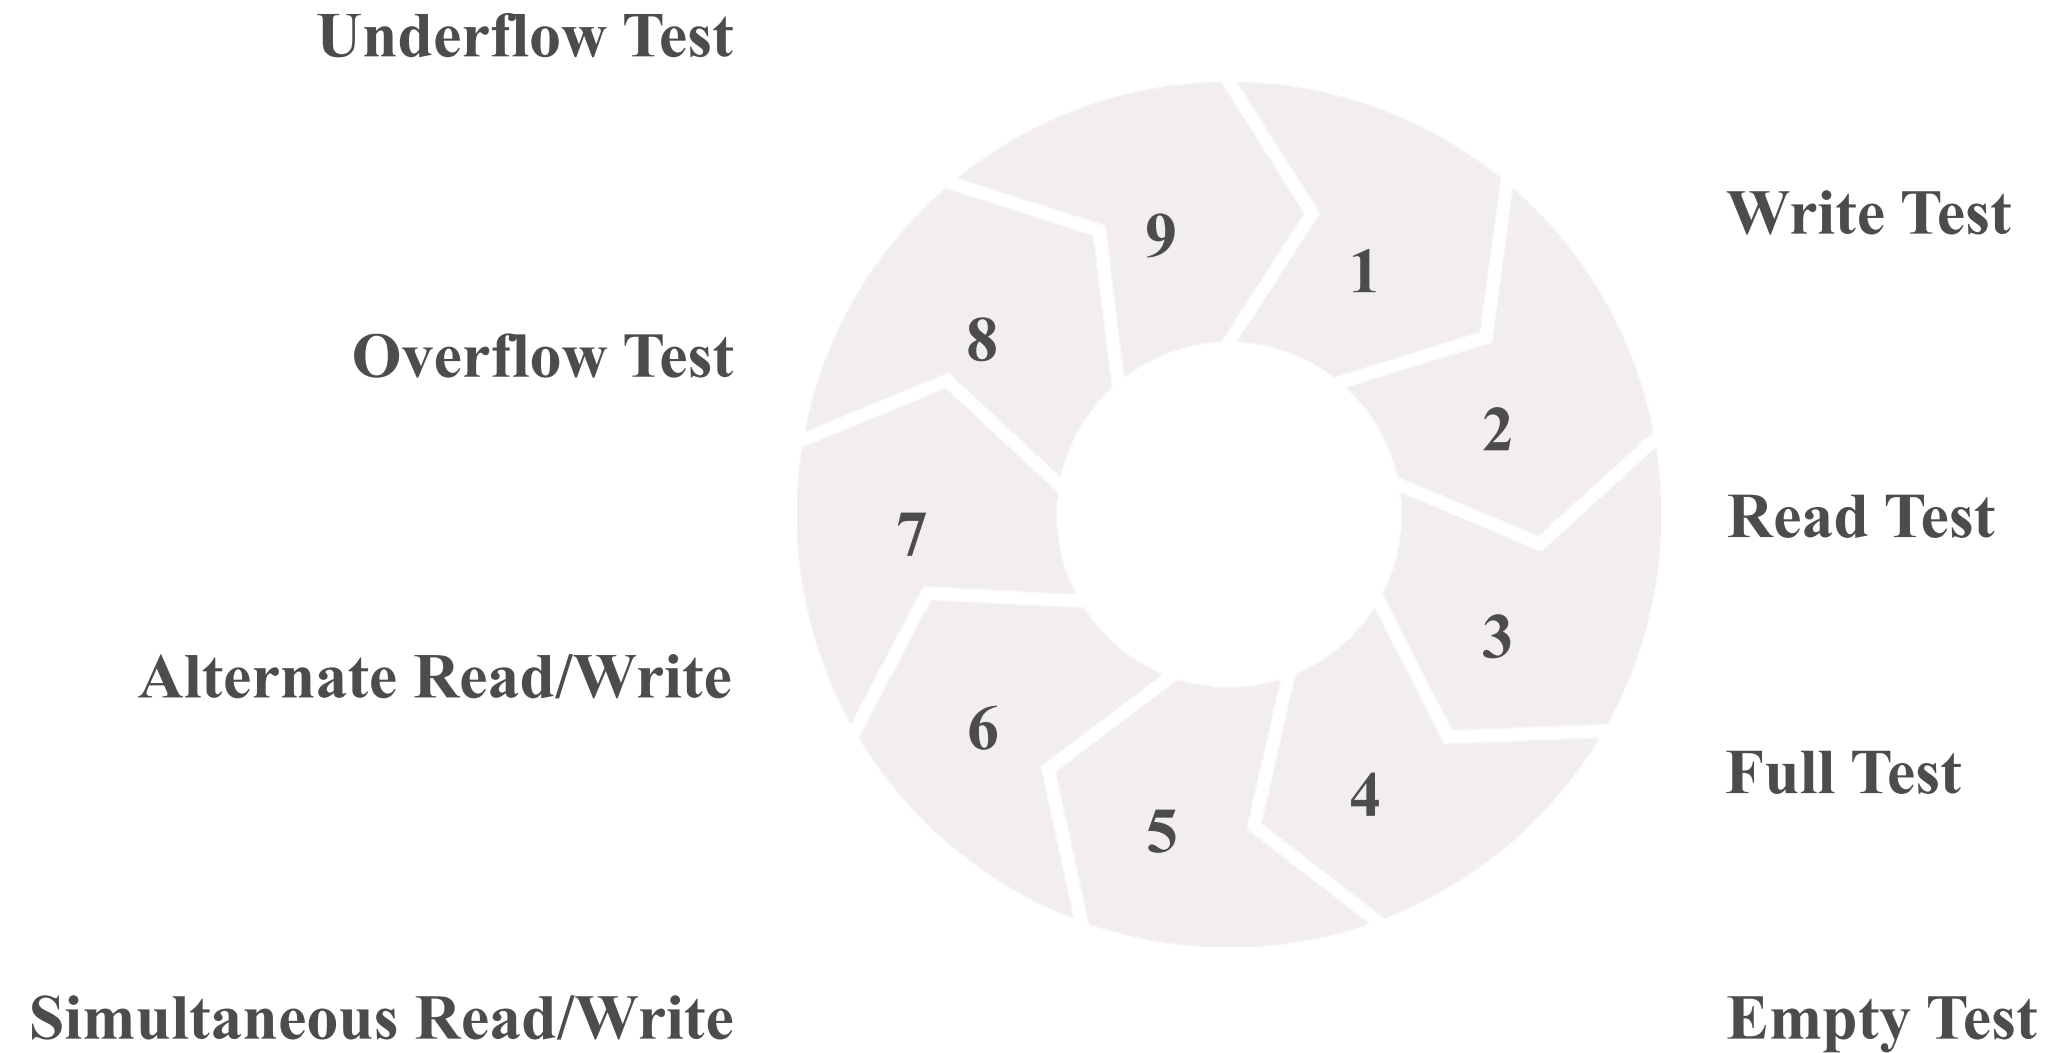 Underflow Test
9
1
Write Test
8
Overflow Test
2
Read Test
7
3
Alternate Read/Write
6
Full Test
4
5
Simultaneous Read/Write
Empty Test